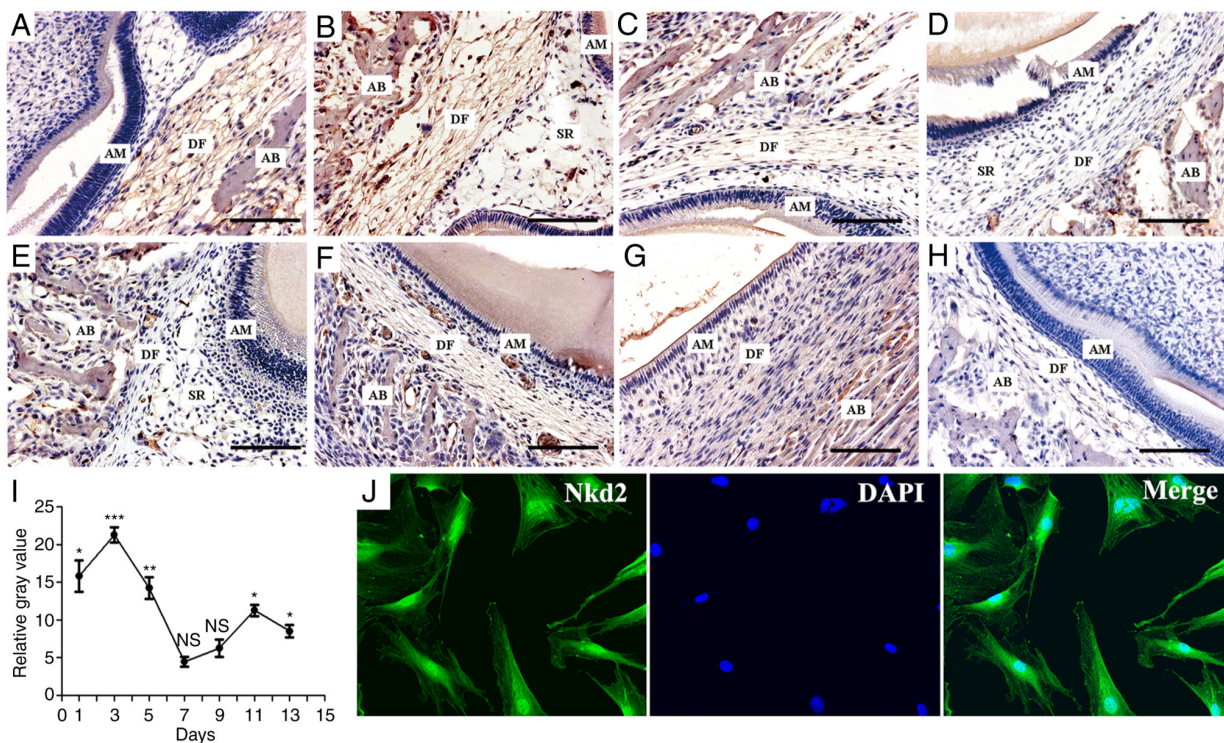 A
AM
DF
AB
B
AB
DF
SR
AM
C
AB
DF
AM
D
AM
SR
DF
AB
E
AB
DF
SR
AM
F
DF
AM
AB
G
AM
DF
AB
H
AB
DF
AM
I
Relative gray value
25
20
15
10
5
0
*
***
**
NS
NS
*
*
0 1 3 5 7 9 11 13 15
Days
J
Nkd2
DAPI
Merge